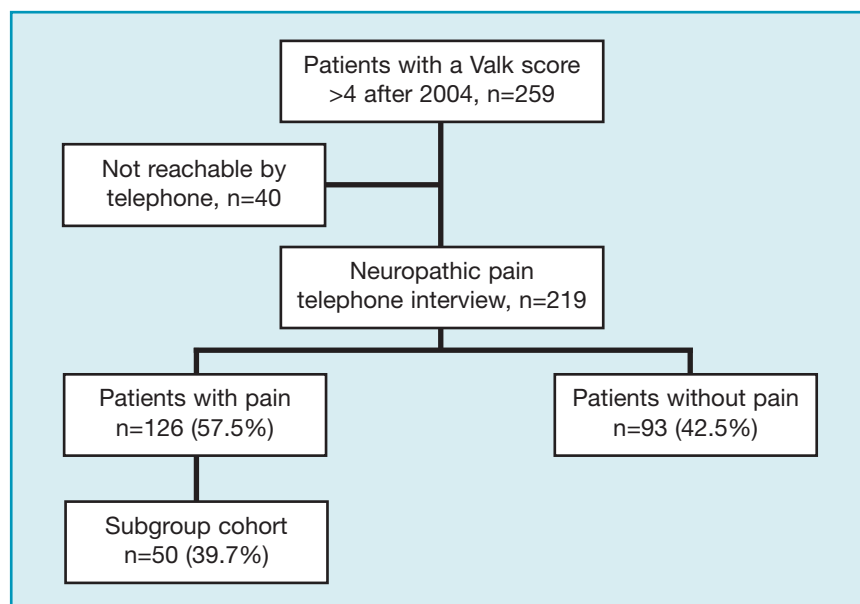 Patients with a Valk score
>4 after 2004, n=259
Not reachable by
telephone, n=40
Neuropathic pain
telephone interview, n=219
Patients with pain
n=126 (57.5%)
Patients without pain
n=93 (42.5%)
Subgroup cohort
n=50 (39.7%)